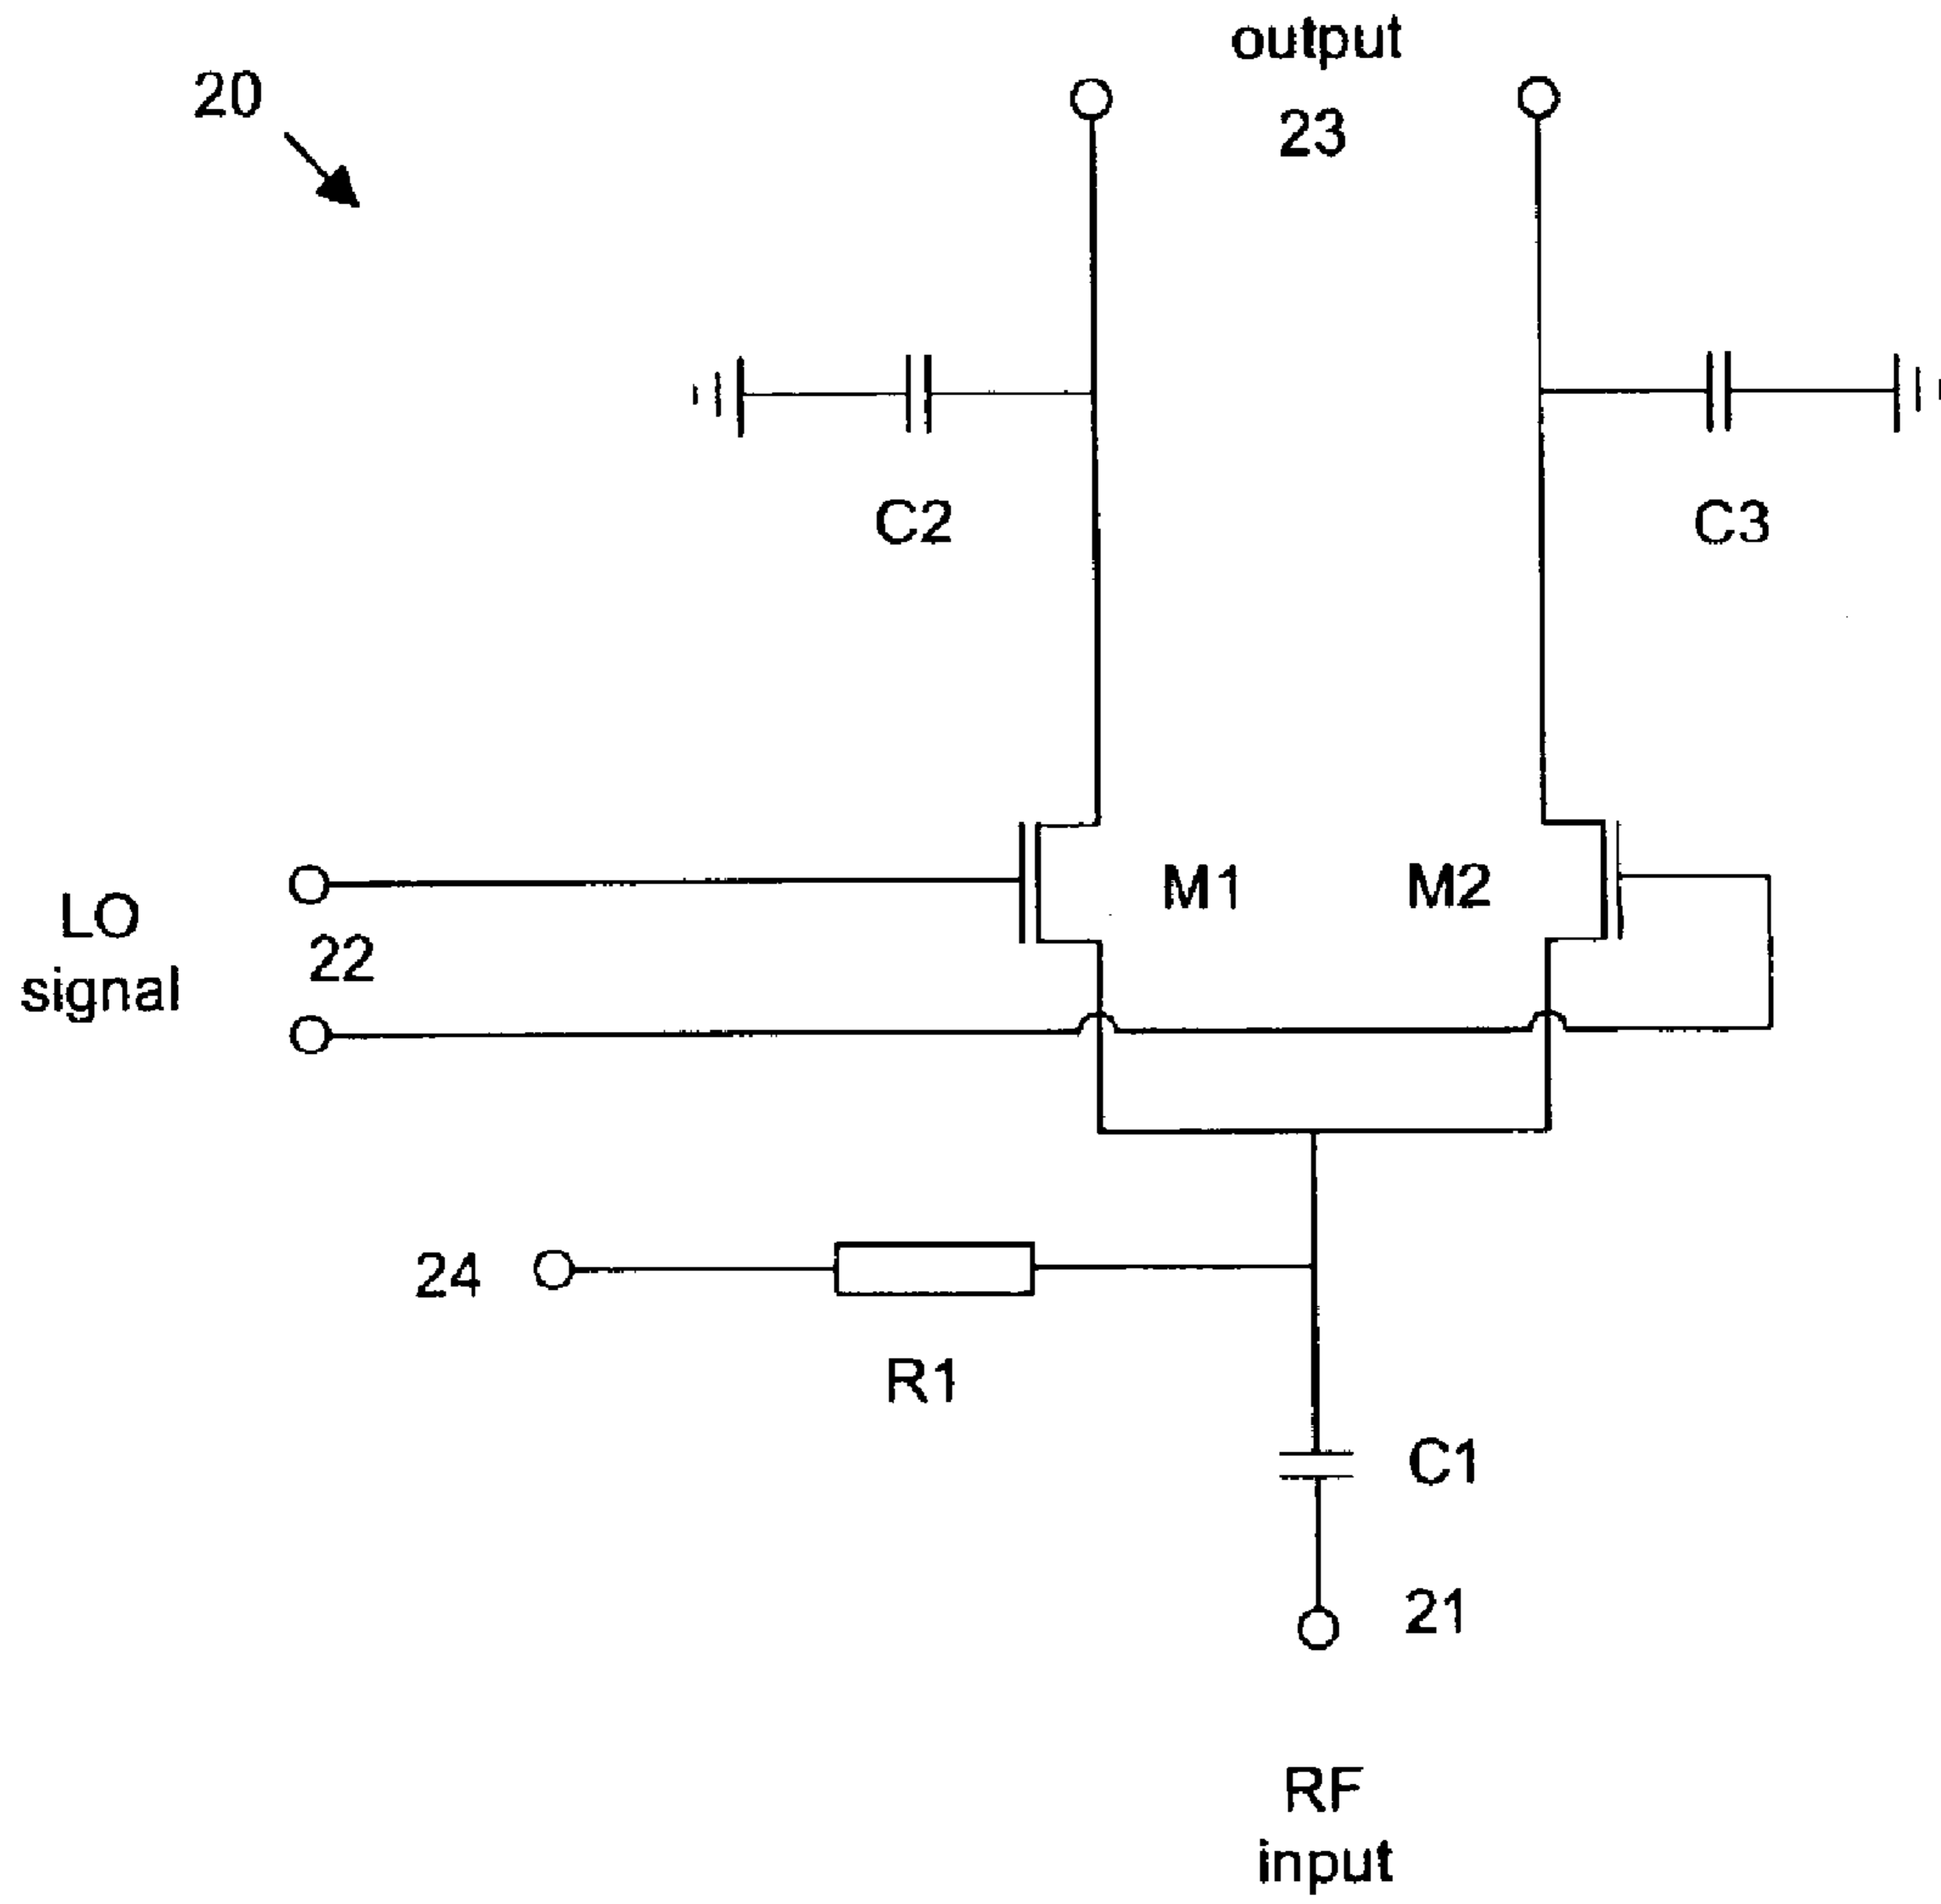 output
20
23
C2
C3
M1
M2
LO
signal
22
24
R1
C1
21
RF
input